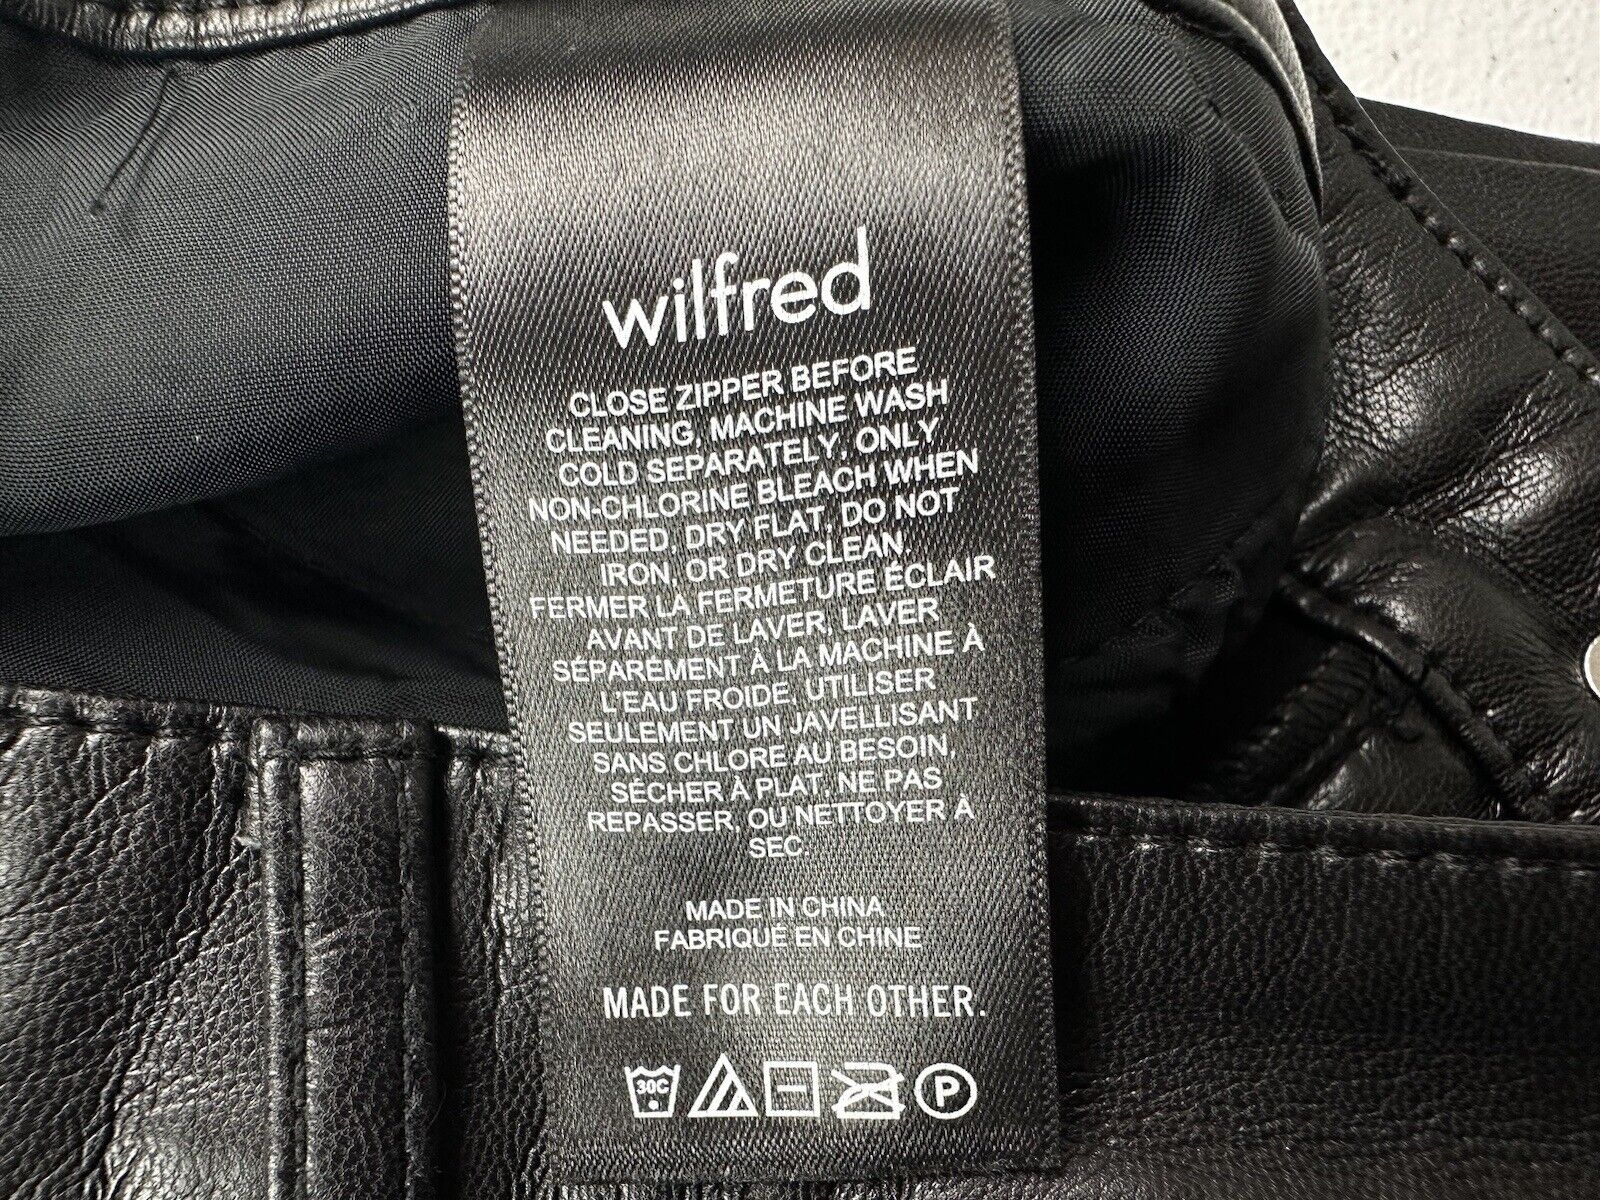 wilfred
CLOSE ZIPPER BEFORE
CLEANING, MACHINE WASH
COLD SEPARATELY, ONLY
NON-CHLORINE BLEACH WHEN
NEEDED, DRY FLAT, DO NOT
IRON, OR DRY CLEAN.
FERMER LA FERMETURE ÉCLAIR
AVANT DE LAVER, LAVER
SÉPARÉMENT À LA MACHINE À
L'EAU FROIDE, UTILISER
SEULEMENT UN JAVELLISANT
SANS CHLORE AU BESOIN,
SÉCHER À PLAT, NE PAS
REPASSER, OU NETTOYER À
SEC.
MADE IN CHINA
FABRIQUÉ EN CHINE
MADE FOR EACH OTHER.
30C P